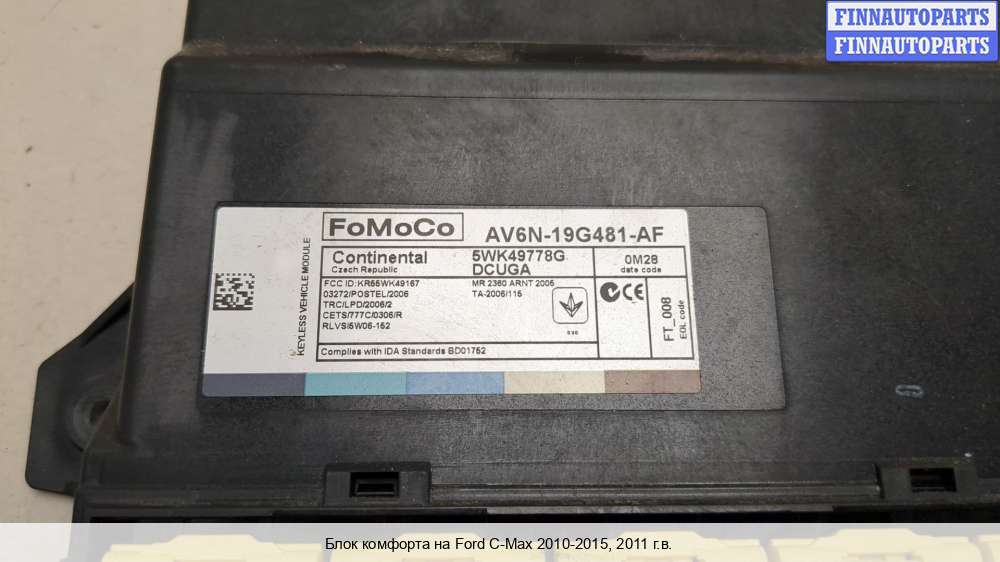 FINNAUTOPARTS
FINNAUTOPARTS
KEYLESS VEHICLE MODULE
FoMoCo
AV6N-19G481-AF
Continental
Czech Republic
5WK49778G
DCUGA
0M28
date code
FCC ID: KR55WK49167
03272/POSTEL/2006
TRC/LPD/2006/2
CETS/777C/0306/R
RLVSI5W06-152
MR 2360 ARNT 2005
TA-2006/115
Complies with IDA Standards BD01752
FT_008
EOL code
Блок комфорта на Ford C-Max 2010-2015, 2011 г.в.